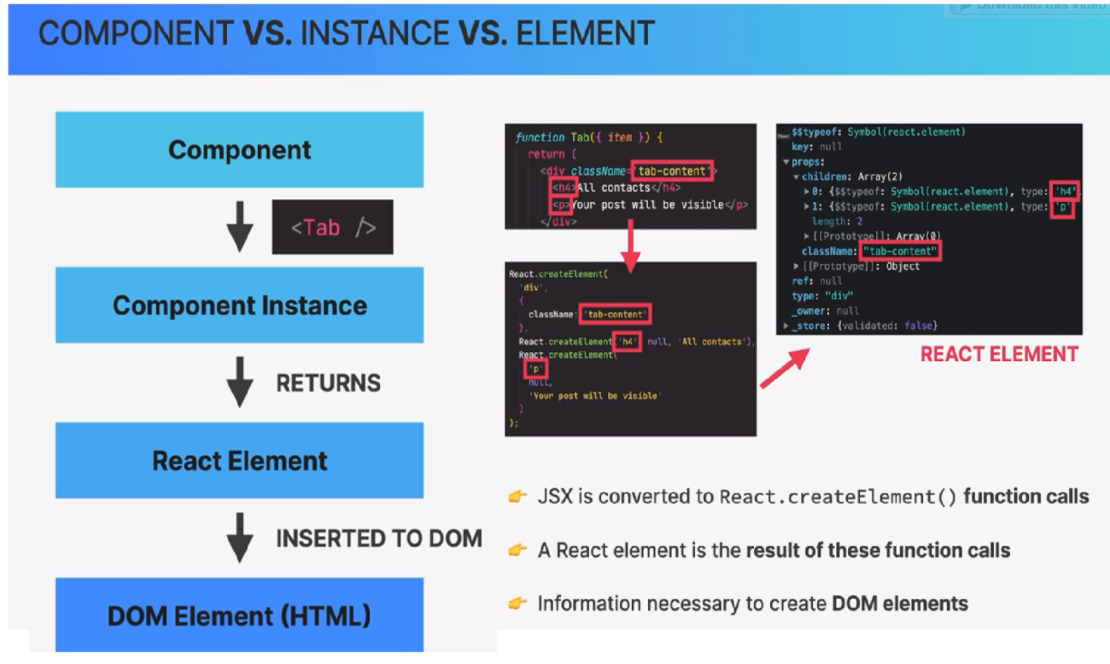 Download this video
COMPONENT VS. INSTANCE VS. ELEMENT
Component
<Tab />
Component Instance
RETURNS
React Element
INSERTED TO DOM
DOM Element (HTML)
function Tab({ item }) {
return (
<div className="tab-content">
<h4>All contacts</h4>
<p>Your post will be visible</p>
</div>
React.createElement(
'div',
{
className: 'tab-content'
},
React.createElement('h4', null, 'All contacts'),
React.createElement(
'p',
null,
'Your post will be visible'
)
);
$$typeof: Symbol(react.element)
key: null
props:
children: Array(2)
0: {$$typeof: Symbol(react.element), type: 'h4',
1: {$$typeof: Symbol(react.element), type: 'p',
length: 2
[[Prototype]]: Array(0)
className: "tab-content"
[[Prototype]]: Object
ref: null
type: "div"
_owner: null
_store: {validated: false}
REACT ELEMENT
👉 JSX is converted to React.createElement() function calls
👉 A React element is the result of these function calls
👉 Information necessary to create DOM elements